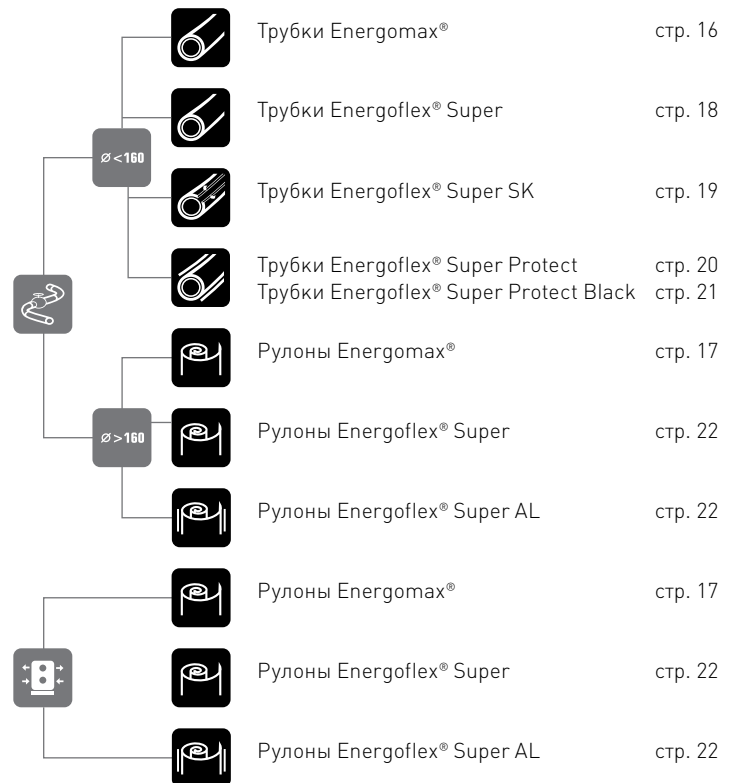 Трубки Energomax® стр. 16
Трубки Energoflex® Super стр. 18
⌀<160
Трубки Energoflex® Super SK стр. 19
Трубки Energoflex® Super Protect стр. 20
Трубки Energoflex® Super Protect Black стр. 21
Рулоны Energomax® стр. 17
⌀>160
Рулоны Energoflex® Super стр. 22
Рулоны Energoflex® Super AL стр. 22
Рулоны Energomax® стр. 17
Рулоны Energoflex® Super стр. 22
Рулоны Energoflex® Super AL стр. 22